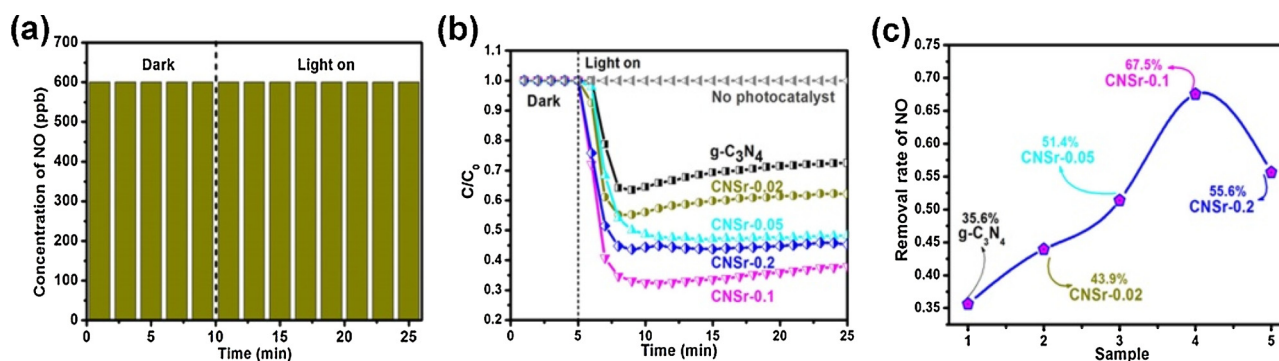 (a)
Concentration of NO (ppb)
700
600
500
400
300
200
100
0
Dark
Light on
0 5 10 15 20 25
Time (min)
(b)
C/C₀
1.1
1.0
0.9
0.8
0.7
0.6
0.5
0.4
0.3
0.2
Light on
Dark
No photocatalyst
g-C₃N₄
CNSr-0.02
CNSr-0.05
CNSr-0.2
CNSr-0.1
0 5 10 15 20 25
Time (min)
(c)
Removal rate of NO
0.75
0.70
0.65
0.60
0.55
0.50
0.45
0.40
0.35
67.5%
CNSr-0.1
51.4%
CNSr-0.05
55.6%
CNSr-0.2
35.6%
g-C₃N₄
43.9%
CNSr-0.02
1 2 3 4 5
Sample